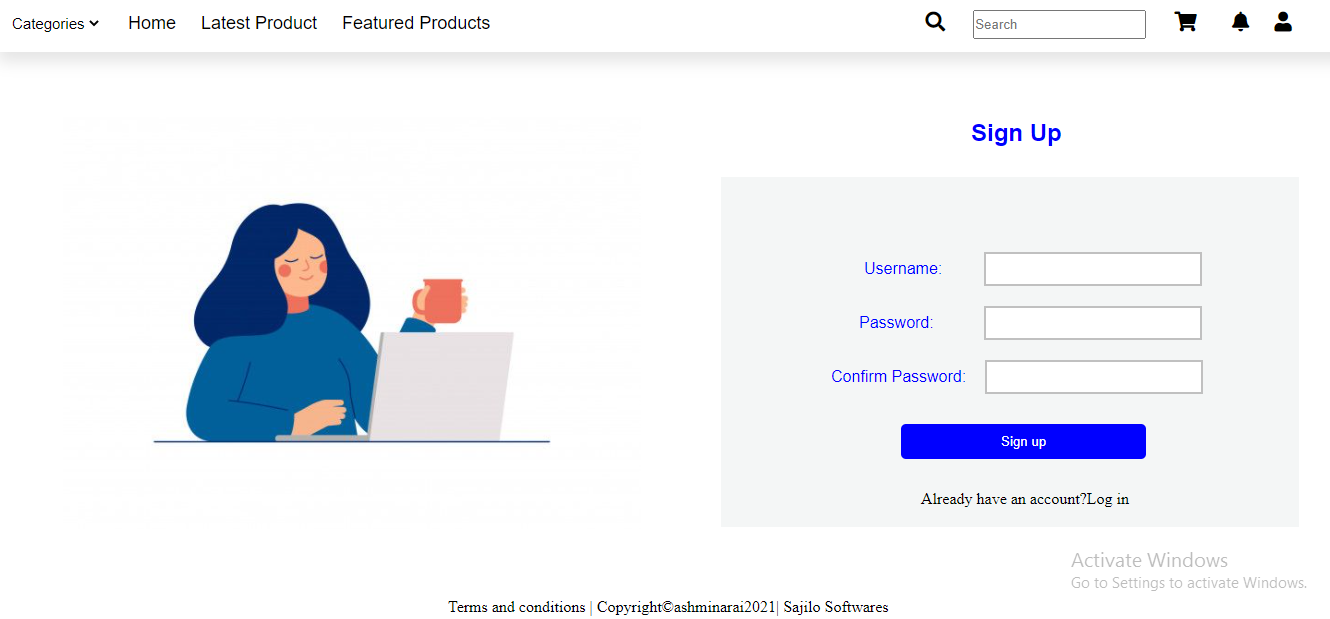 Categories Home Latest Product Featured Products Search
Sign Up
Username:
Password:
Confirm Password:
Sign up
Already have an account?Log in
Activate Windows
Go to Settings to activate Windows.
Terms and conditions | Copyright©ashminarai2021| Sajilo Softwares